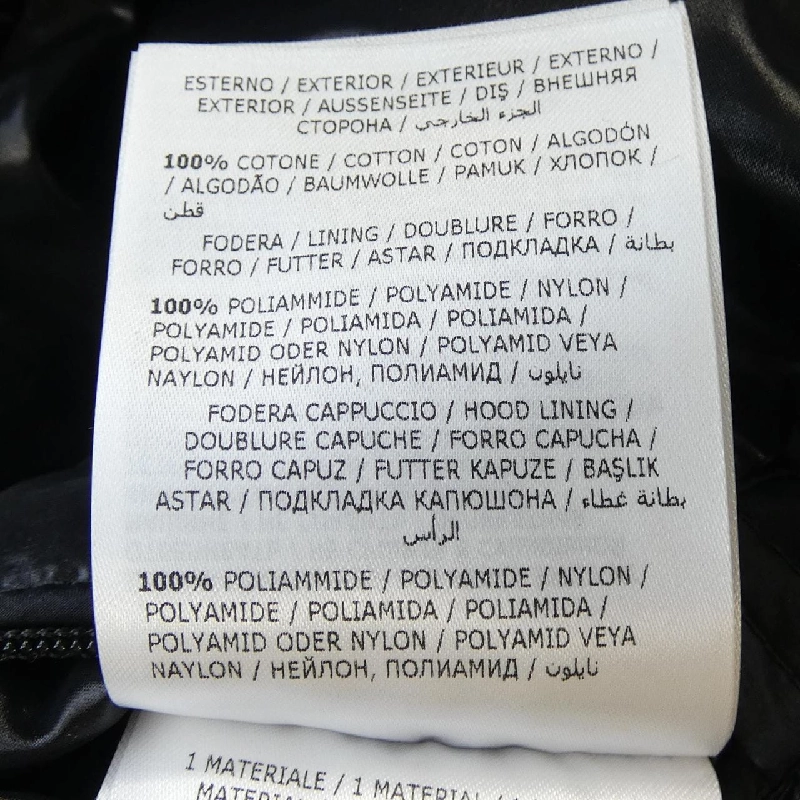 ESTERNO / EXTERIOR / EXTERIEUR / EXTERNO /
EXTERIOR / AUSSENSEITE / DIŞ / ВНЕШНЯЯ
СТОРОНА / الجزء الخارجي
100% COTONE / COTTON / COTON / ALGODÓN
/ ALGODÃO / BAUMWOLLE / PAMUK / ХЛОПОК /
قطن
FODERA / LINING / DOUBLURE / FORRO /
FORRO / FUTTER / ASTAR / ПОДКЛАДКА / بطانة
100% POLIAMMIDE / POLYAMIDE / NYLON /
POLYAMIDE / POLIAMIDA / POLIAMIDA /
POLYAMID ODER NYLON / POLYAMID VEYA
NAYLON / НЕЙЛОН, ПОЛИАМИД / نايلون
FODERA CAPPUCCIO / HOOD LINING /
DOUBLURE CAPUCHE / FORRO CAPUCHA /
FORRO CAPUZ / FUTTER KAPUZE / BAŞLIK
ASTAR / ПОДКЛАДКА КАПЮШОНА / بطانة غطاء
الرأس
100% POLIAMMIDE / POLYAMIDE / NYLON /
POLYAMIDE / POLIAMIDA / POLIAMIDA /
POLYAMID ODER NYLON / POLYAMID VEYA
NAYLON / НЕЙЛОН, ПОЛИАМИД / نايلون
1 MATERIALE / 1 MATERIAL /